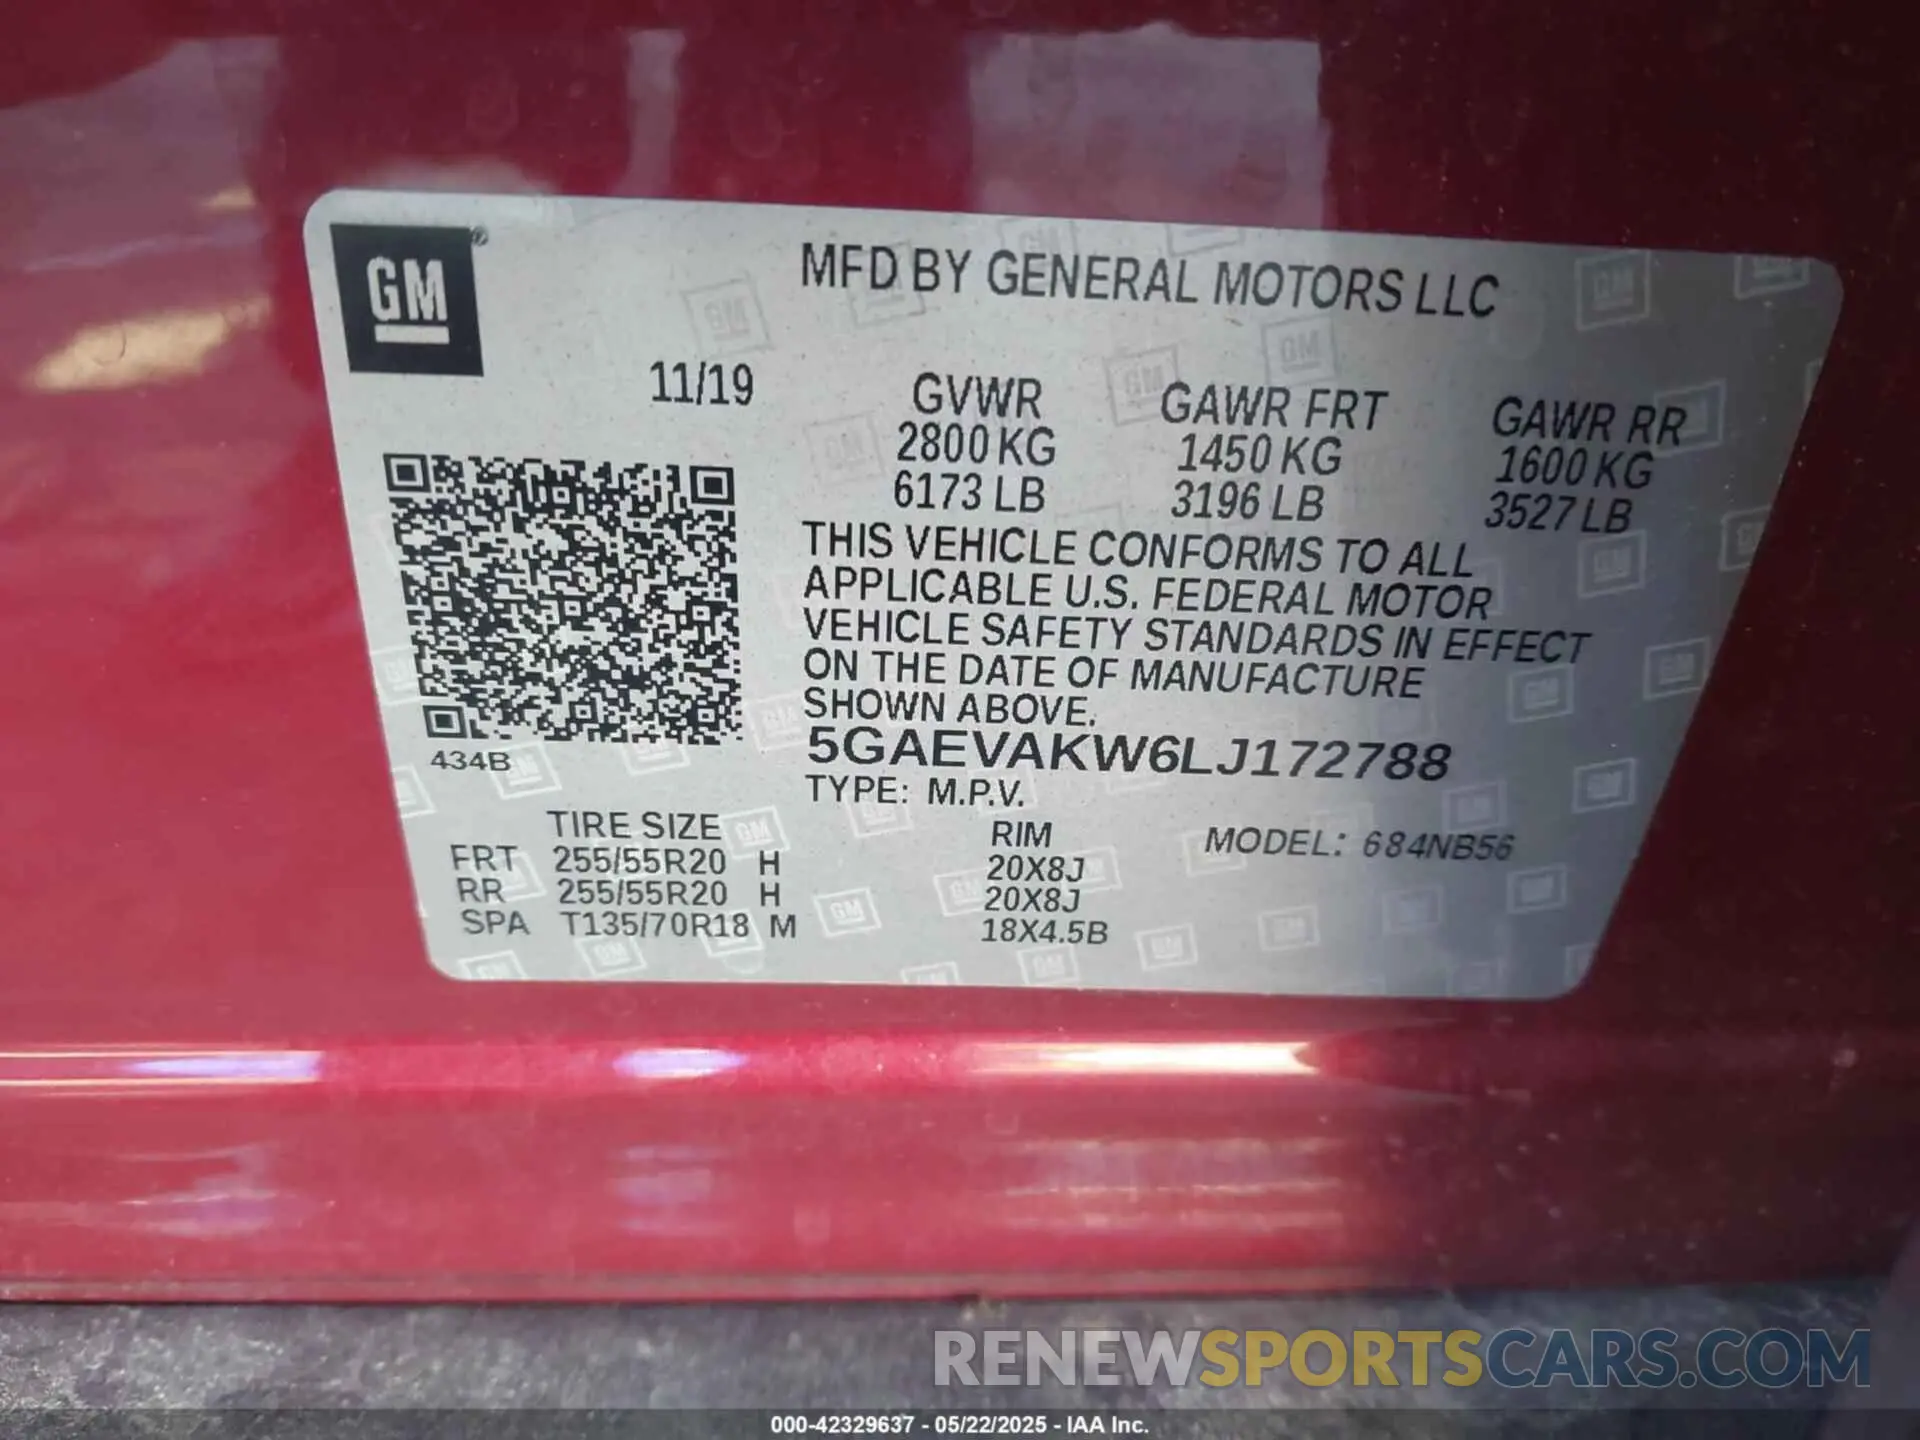 GM®
MFD BY GENERAL MOTORS LLC
11/19
GVWR GAWR FRT GAWR RR
2800 KG 1450 KG 1600 KG
6173 LB 3196 LB 3527 LB
THIS VEHICLE CONFORMS TO ALL
APPLICABLE U.S. FEDERAL MOTOR
VEHICLE SAFETY STANDARDS IN EFFECT
ON THE DATE OF MANUFACTURE
SHOWN ABOVE.
5GAEVAKW6LJ172788
434B
TYPE: M.P.V.
TIRE SIZE RIM MODEL: 684NB56
FRT 255/55R20 H 20X8J
RR 255/55R20 H 20X8J
SPA T135/70R18 M 18X4.5B
RENEWSPORTSCARS.COM
000-42329637 - 05/22/2025 - IAA Inc.